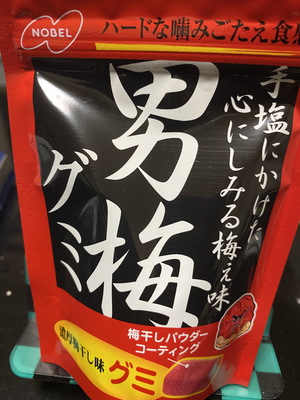 NOBEL
ハードな噛みごたえ食感
手塩にかけた
心にしみる梅ぇ味
男梅
グミ
梅干しパウダー
コーティング
濃厚梅干し味 グミ